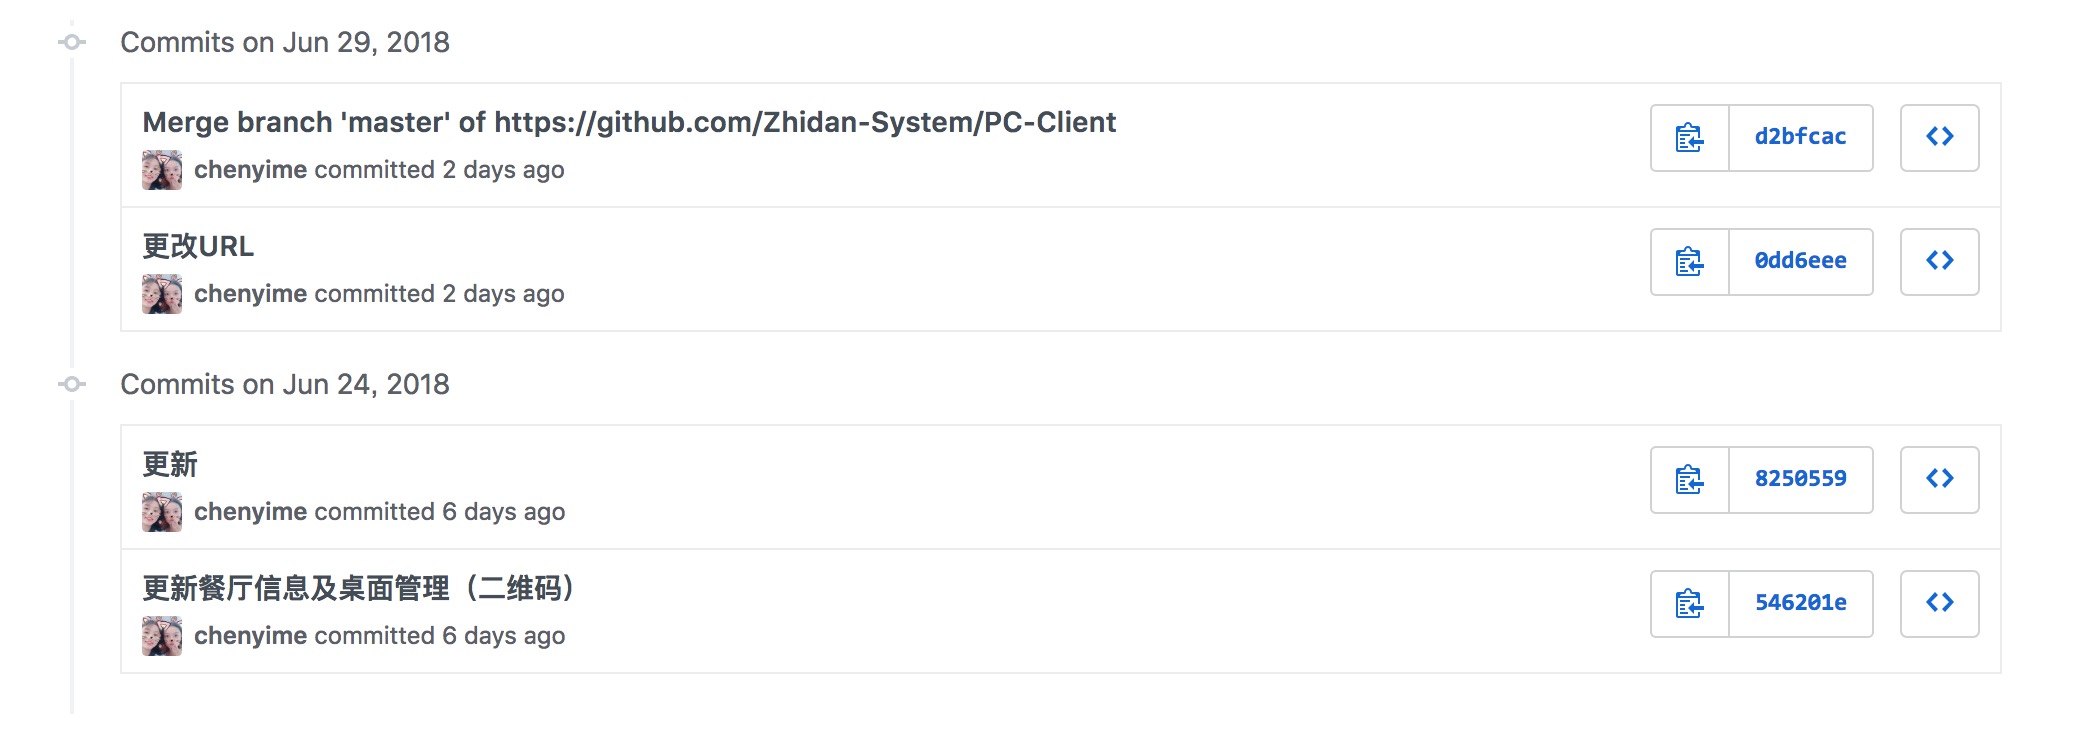 Commits on Jun 29, 2018
Merge branch 'master' of https://github.com/Zhidan-System/PC-Client
d2bfcac
chenyime committed 2 days ago
更改URL
0dd6eee
chenyime committed 2 days ago
Commits on Jun 24, 2018
更新
8250559
chenyime committed 6 days ago
更新餐厅信息及桌面管理（二维码）
546201e
chenyime committed 6 days ago